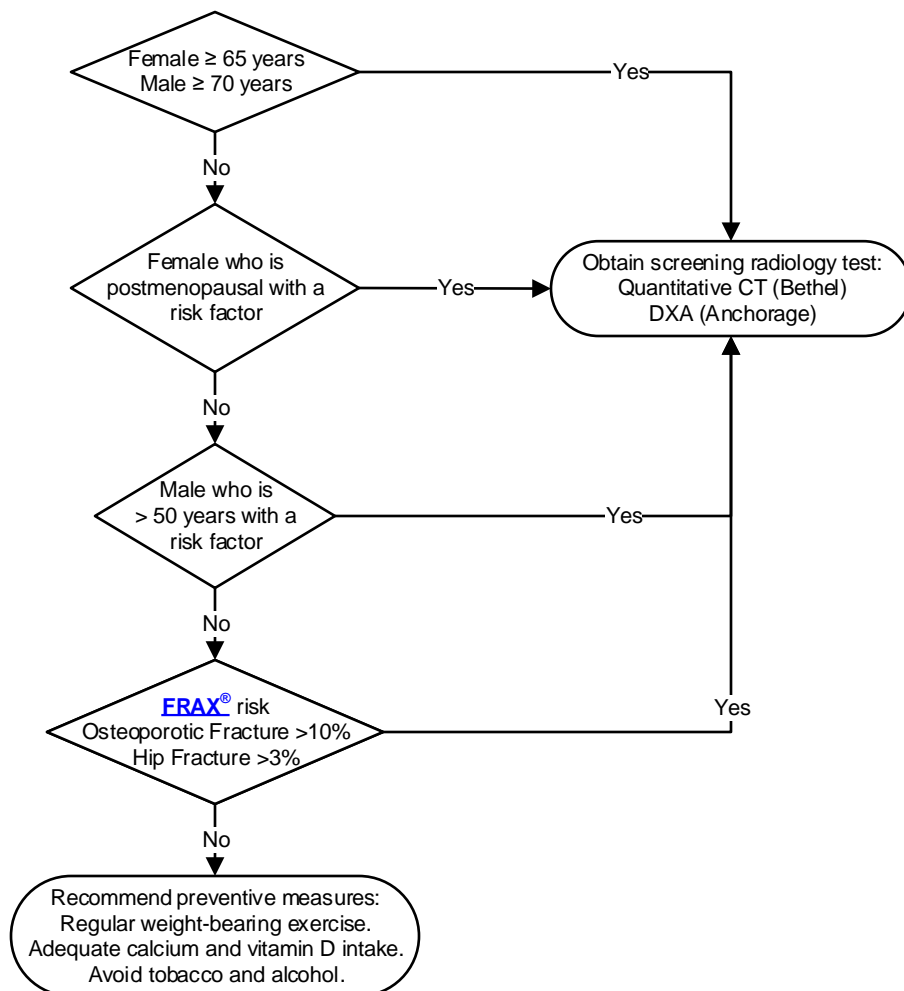 Female ≥ 65 years
Male ≥ 70 years
Yes
No
Female who is
postmenopausal with a
risk factor
Yes
Obtain screening radiology test:
Quantitative CT (Bethel)
DXA (Anchorage)
No
Male who is
> 50 years with a
risk factor
Yes
No
FRAX® risk
Osteoporotic Fracture >10%
Hip Fracture >3%
Yes
No
Recommend preventive measures:
Regular weight-bearing exercise.
Adequate calcium and vitamin D intake.
Avoid tobacco and alcohol.